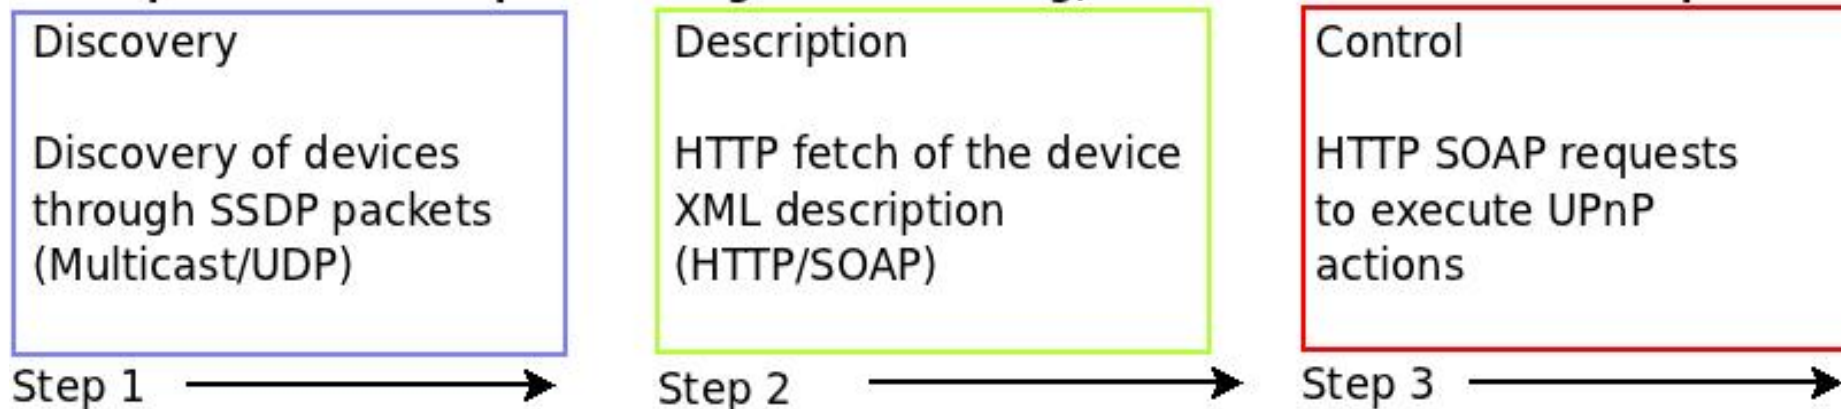 Discovery
Discovery of devices
through SSDP packets
(Multicast/UDP)
Step 1
Description
HTTP fetch of the device
XML description
(HTTP/SOAP)
Step 2
Control
HTTP SOAP requests
to execute UPnP
actions
Step 3